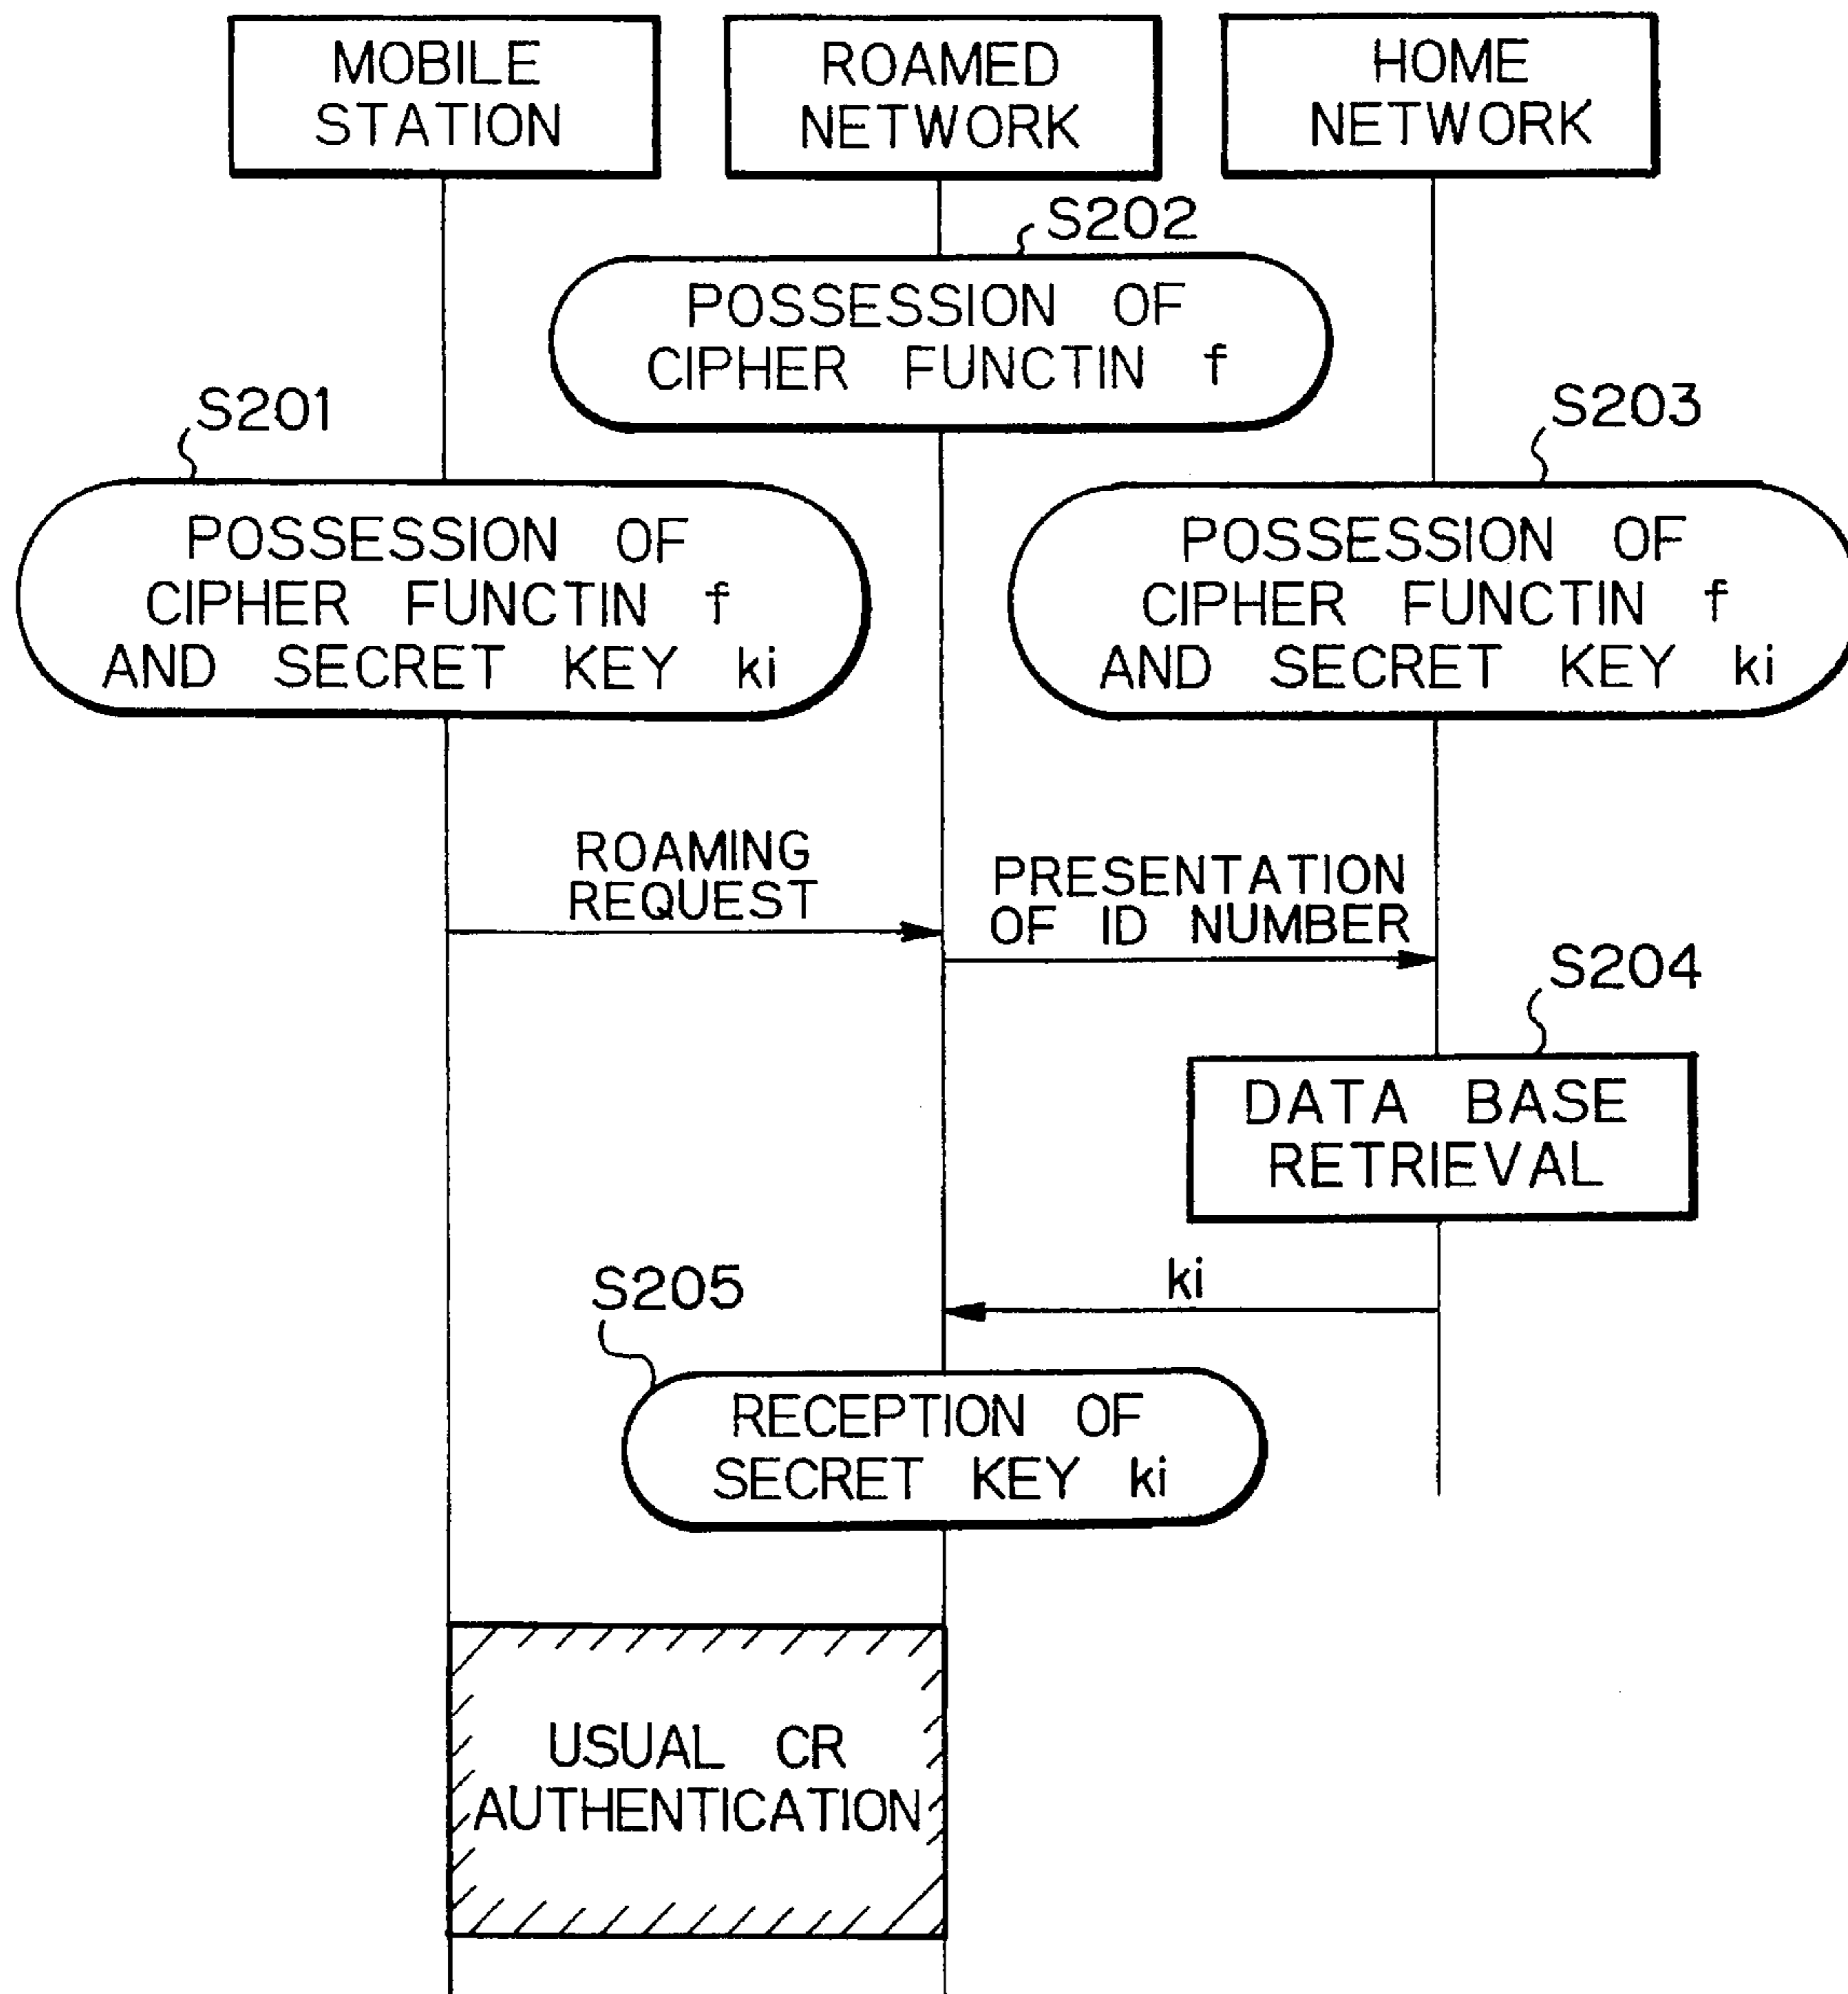 MOBILE
STATION
ROAMED
NETWORK
HOME
NETWORK
S202
POSSESSION OF
CIPHER FUNCTIN f
S201
POSSESSION OF
CIPHER FUNCTIN f
AND SECRET KEY ki
S203
POSSESSION OF
CIPHER FUNCTIN f
AND SECRET KEY ki
ROAMING
REQUEST
PRESENTATION
OF ID NUMBER
S204
DATA BASE
RETRIEVAL
ki
S205
RECEPTION OF
SECRET KEY ki
USUAL CR
AUTHENTICATION